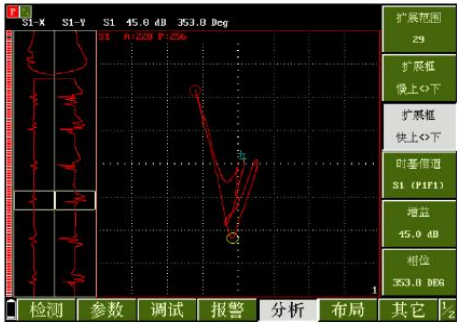 P
S1-X S1-Y S1 45.0 dB 353.8 Deg
S1 A:228 P:256
1
扩展范围
29
扩展框
慢上<>下
扩展框
快上<>下
时基信道
S1 (P1F1)
增益
45.0 dB
相位
353.8 DEG
检测 参数 调试 报警 分析 布局 其它 1/2